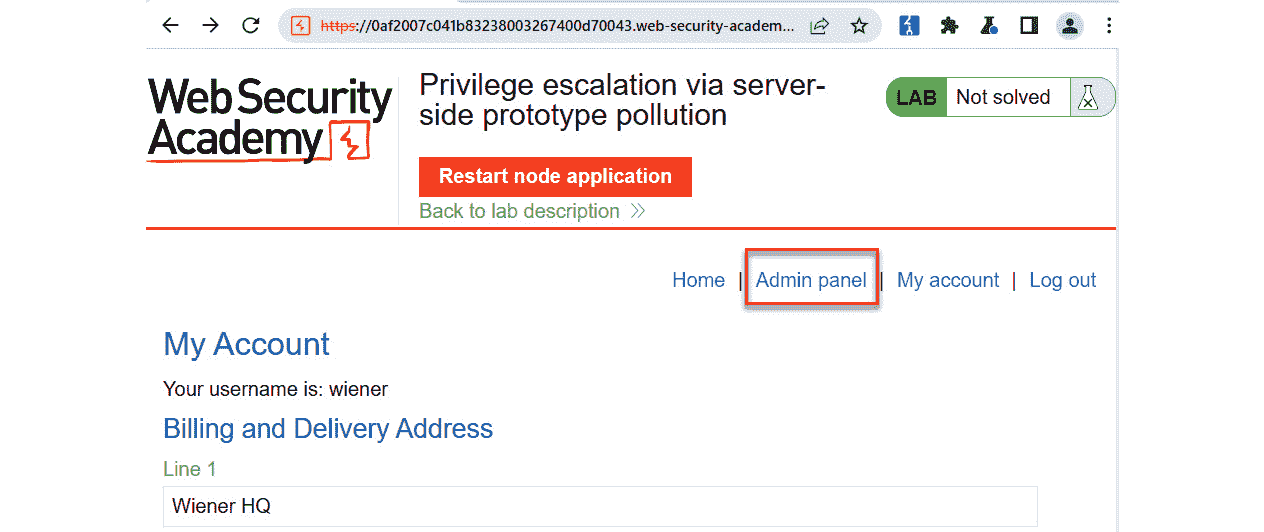 https://0af2007c041b83238003267400d70043.web-security-academ...
Web Security
Academy
Privilege escalation via server-
side prototype pollution
LAB Not solved
Restart node application
Back to lab description
Home | Admin panel | My account | Log out
My Account
Your username is: wiener
Billing and Delivery Address
Line 1
Wiener HQ